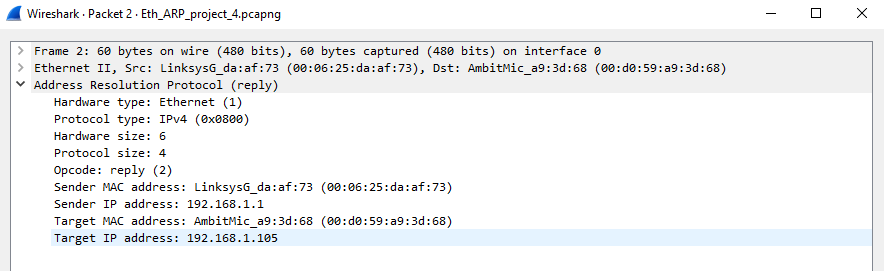 Wireshark · Packet 2 · Eth_ARP_project_4.pcapng
Frame 2: 60 bytes on wire (480 bits), 60 bytes captured (480 bits) on interface 0
Ethernet II, Src: LinksysG_da:af:73 (00:06:25:da:af:73), Dst: AmbitMic_a9:3d:68 (00:d0:59:a9:3d:68)
Address Resolution Protocol (reply)
Hardware type: Ethernet (1)
Protocol type: IPv4 (0x0800)
Hardware size: 6
Protocol size: 4
Opcode: reply (2)
Sender MAC address: LinksysG_da:af:73 (00:06:25:da:af:73)
Sender IP address: 192.168.1.1
Target MAC address: AmbitMic_a9:3d:68 (00:d0:59:a9:3d:68)
Target IP address: 192.168.1.105